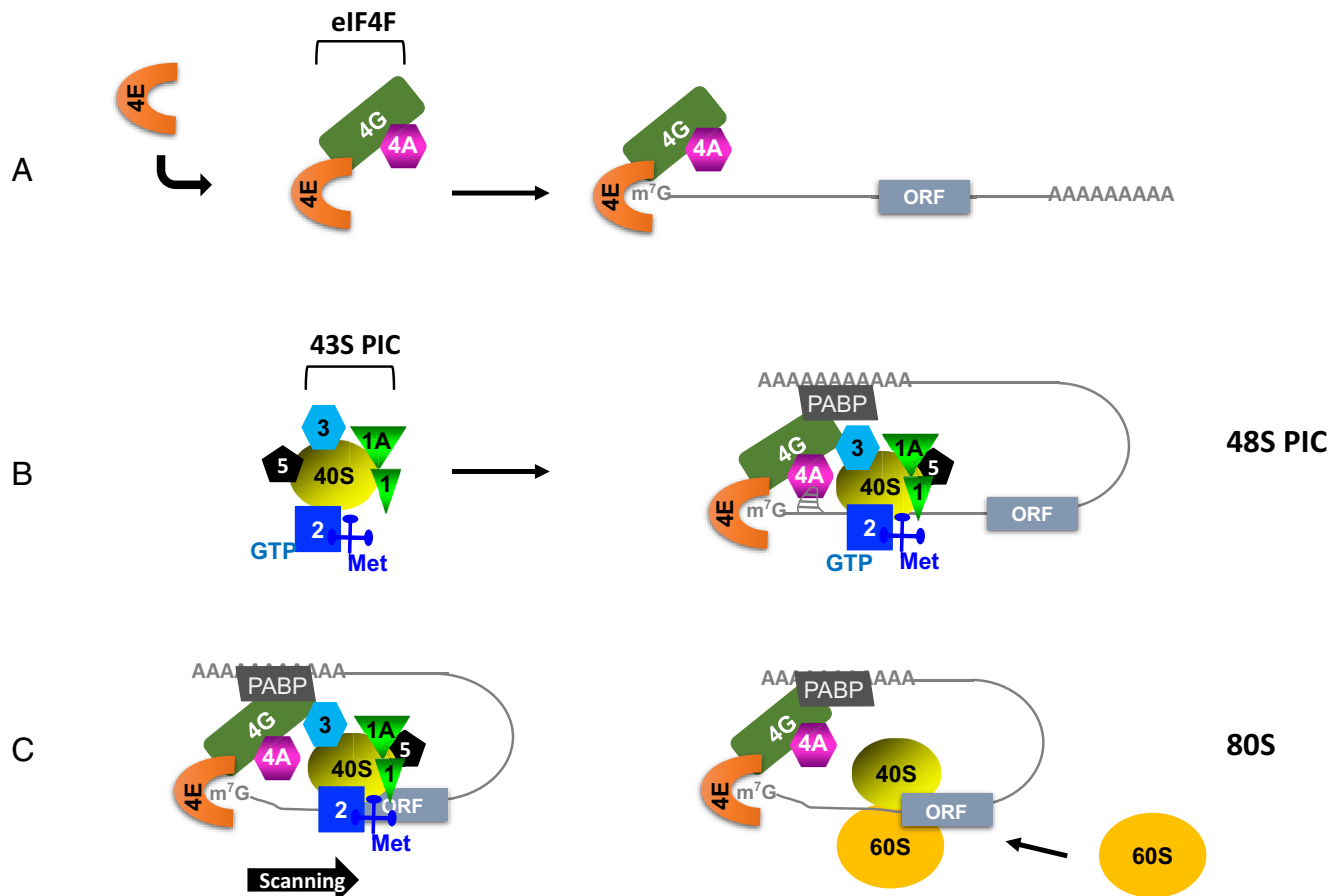 eIF4F
4E
4G
4A
4E
A
4G
4A
4E
m⁷G
ORF
AAAAAAAAA
43S PIC
3
1A
5
40S
1
2
GTP
Met
B
AAAAAAAAAAA
PABP
4G
3
1A
5
4A
40S
1
4E
m⁷G
ORF
2
GTP
Met
48S PIC
C
AAAAAAAAAAA
PABP
4G
3
1A
5
4A
40S
1
4E
m⁷G
2
ORF
Met
Scanning
AAAAAAAAAAA
PABP
4G
4A
40S
4E
m⁷G
ORF
60S
60S
80S